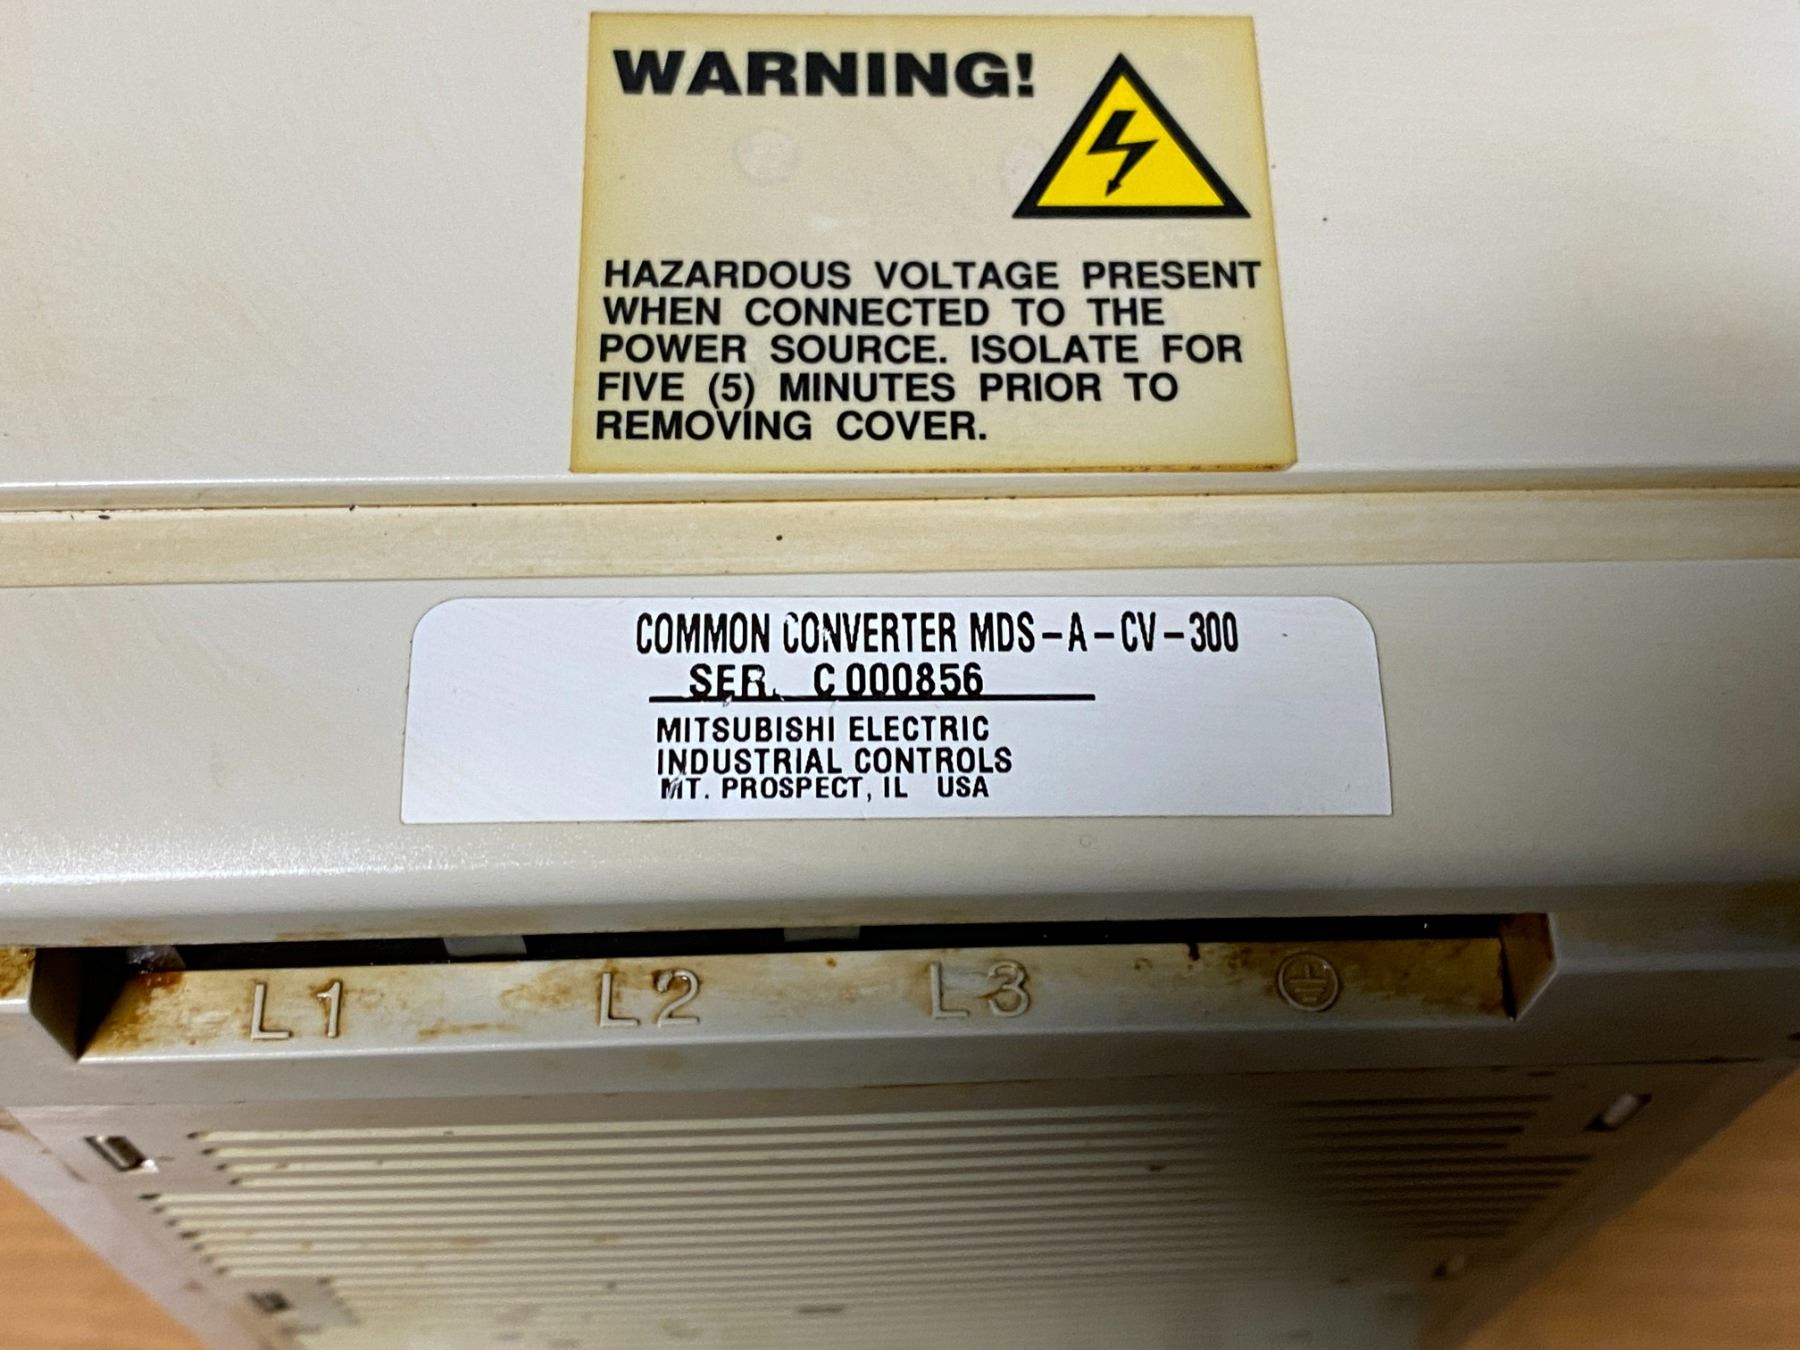 WARNING!
HAZARDOUS VOLTAGE PRESENT
WHEN CONNECTED TO THE
POWER SOURCE. ISOLATE FOR
FIVE (5) MINUTES PRIOR TO
REMOVING COVER.
COMMON CONVERTER MDS-A-CV-300
SER. C000856
MITSUBISHI ELECTRIC
INDUSTRIAL CONTROLS
MT. PROSPECT, IL USA
L1 L2 L3